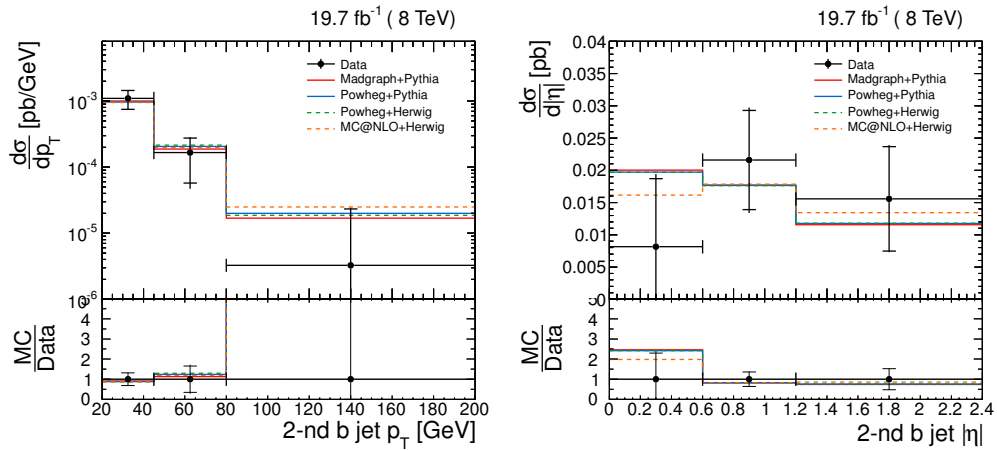 19.7 fb⁻¹ ( 8 TeV)
dσ/dp_T [pb/GeV]
Data
Madgraph+Pythia
Powheg+Pythia
Powheg+Herwig
MC@NLO+Herwig
10⁻³
10⁻⁴
10⁻⁵
10⁻⁶
MC/Data
5
4
3
2
1
0
20 40 60 80 100 120 140 160 180 200
2-nd b jet p_T [GeV]
19.7 fb⁻¹ ( 8 TeV)
dσ/d|η| [pb]
Data
Madgraph+Pythia
Powheg+Pythia
Powheg+Herwig
MC@NLO+Herwig
0.04
0.035
0.03
0.025
0.02
0.015
0.01
0.005
MC/Data
5
4
3
2
1
0
0 0.2 0.4 0.6 0.8 1 1.2 1.4 1.6 1.8 2 2.2 2.4
2-nd b jet |η|